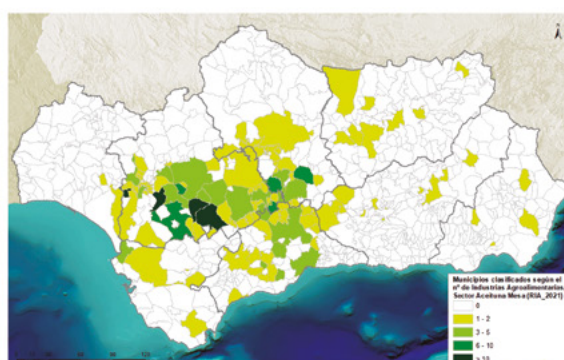 Municipios clasificados según el
nº de Industrias Agroalimentarias.
Sector Aceituna Mesa (RIA_2021)
0
1 - 2
3 - 5
6 - 10
> 10